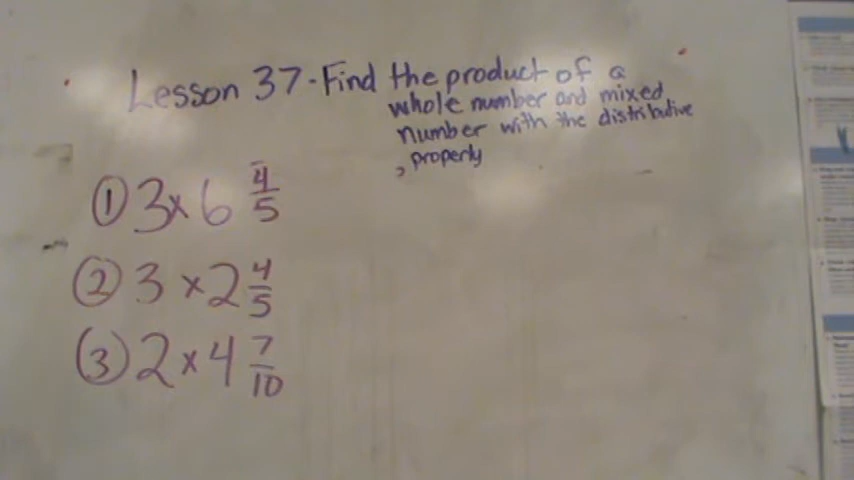 Lesson 37-Find the product of a
whole number and mixed
number with the distributive
property
① 3x 6 4/5
② 3 x 2 4/5
③ 2 x 4 7/10